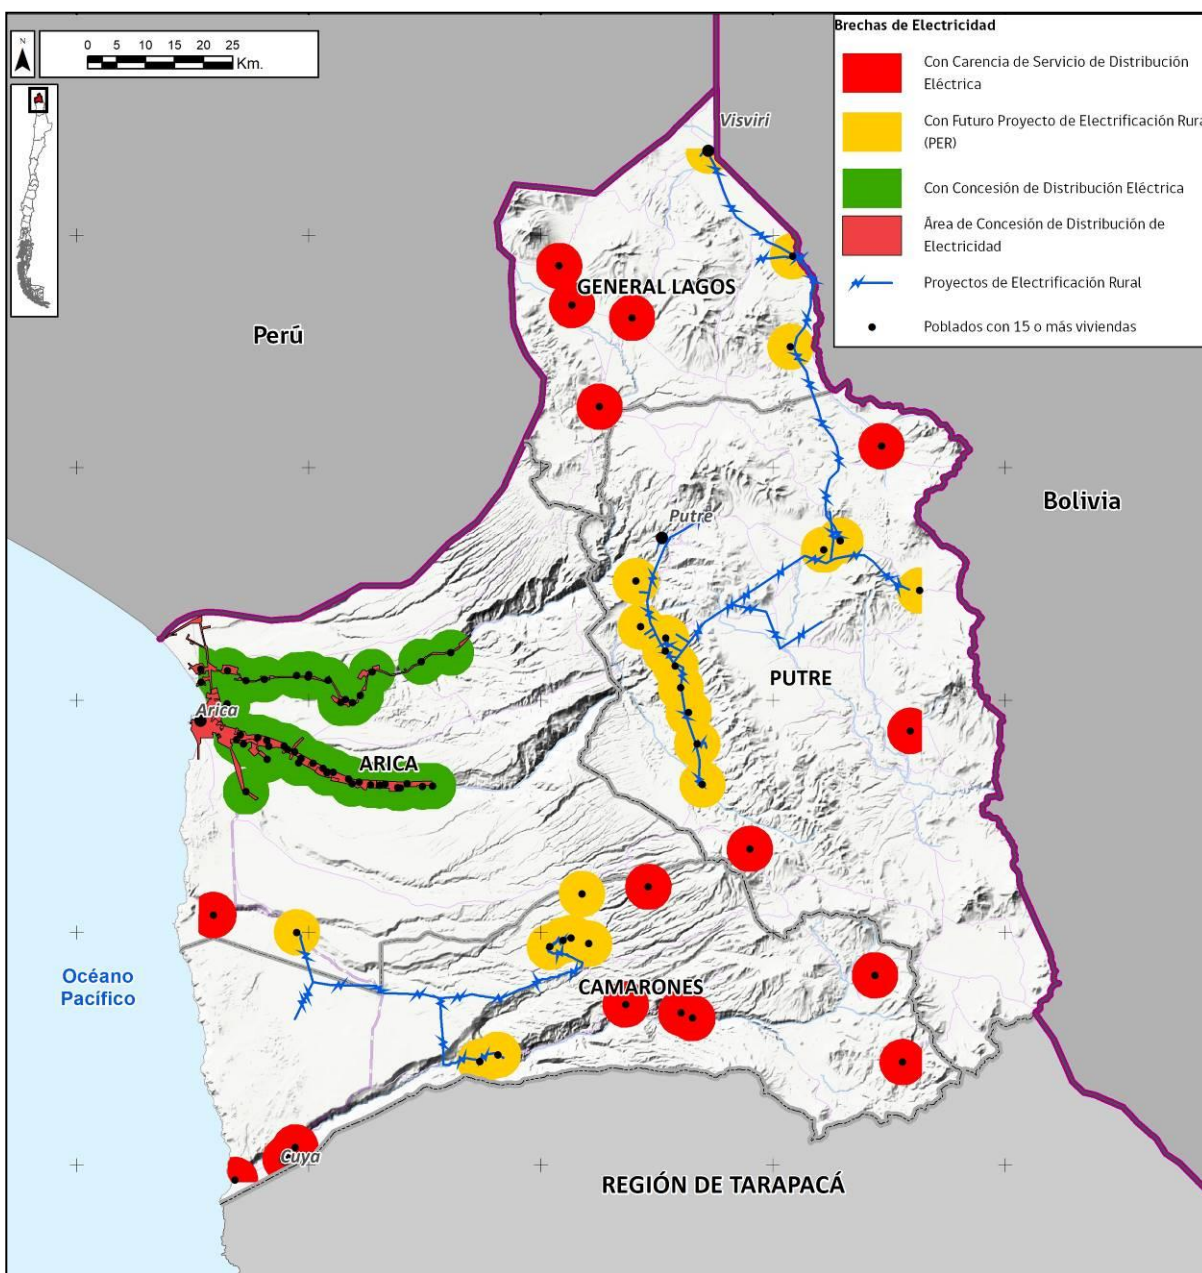 N
0 5 10 15 20 25
Km.
Brechas de Electricidad
Con Carencia de Servicio de Distribución
Eléctrica
Con Futuro Proyecto de Electrificación Rura
(PER)
Con Concesión de Distribución Eléctrica
Área de Concesión de Distribución de
Electricidad
Proyectos de Electrificación Rural
Poblados con 15 o más viviendas
Visviri
GENERAL LAGOS
Perú
Bolivia
Putre
PUTRE
Arica
ARICA
Océano
Pacífico
CAMARONES
Cuya
REGIÓN DE TARAPACÁ